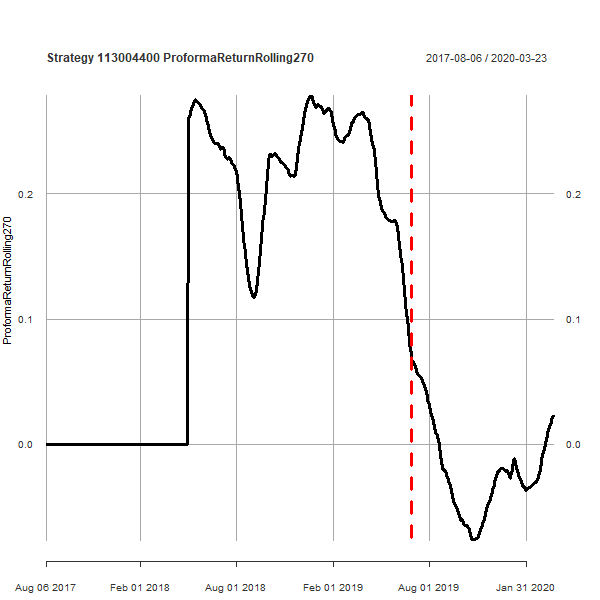 Strategy 113004400 ProformaReturnRolling270
2017-08-06 / 2020-03-23
ProformaReturnRolling270
0.2
0.2
0.1
0.1
0.0
0.0
Aug 06 2017
Feb 01 2018
Aug 01 2018
Feb 01 2019
Aug 01 2019
Jan 31 2020